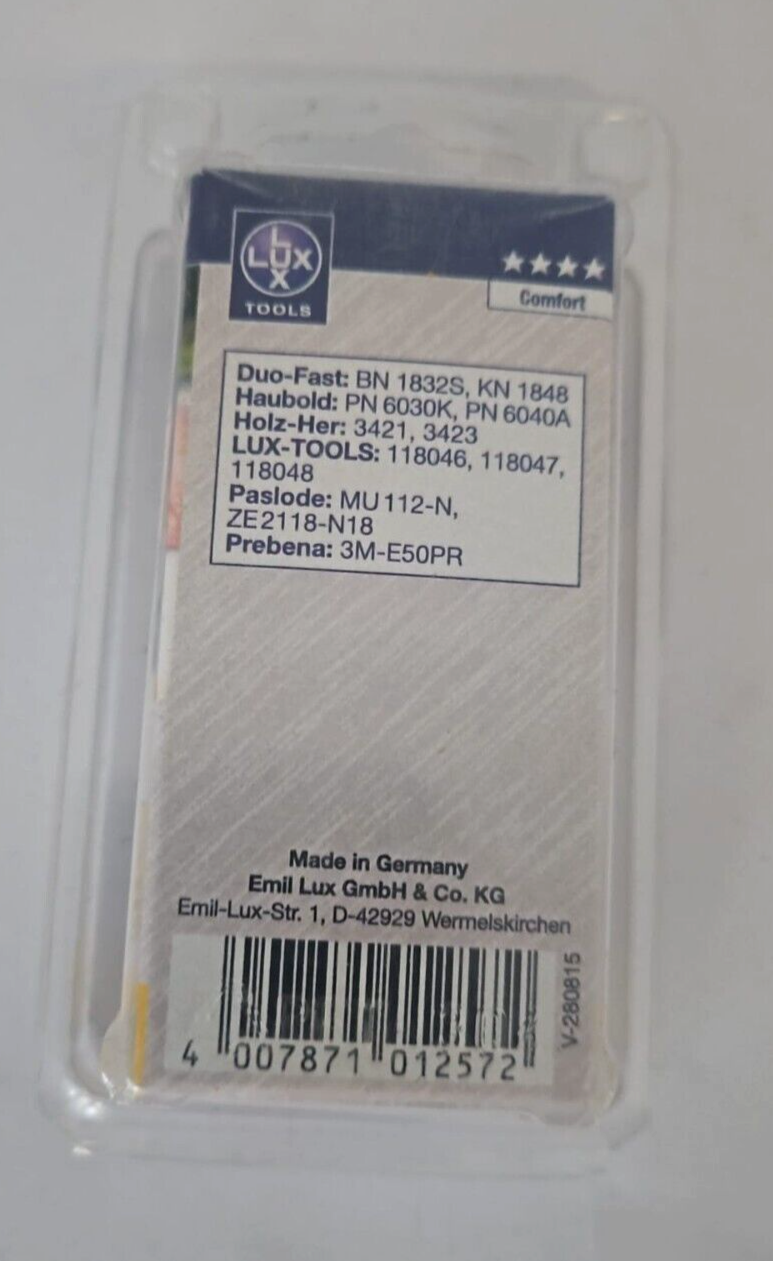 LUX
LUX
TOOLS
Comfort
Duo-Fast: BN 1832S, KN 1848
Haubold: PN 6030K, PN 6040A
Holz-Her: 3421, 3423
LUX-TOOLS: 118046, 118047,
118048
Paslode: MU 112-N,
ZE2118-N18
Prebena: 3M-E50PR
Made in Germany
Emil Lux GmbH & Co. KG
Emil-Lux-Str. 1, D-42929 Wermelskirchen
V-280815
4 007871 012572